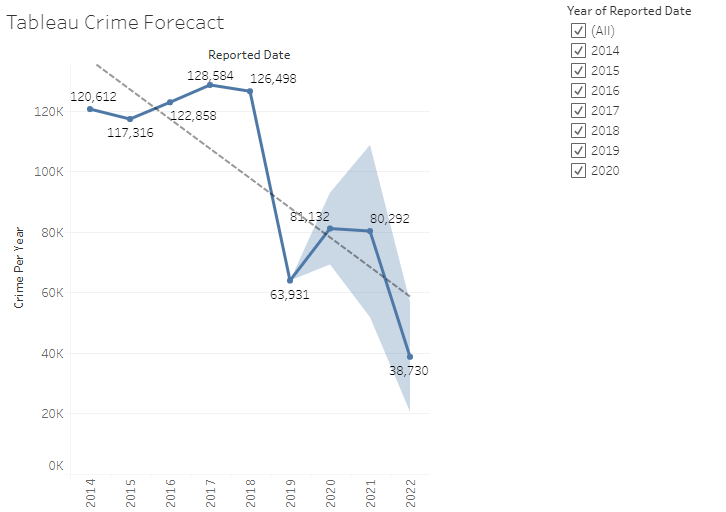 Tableau Crime Forecact
Year of Reported Date
(All)
2014
2015
2016
2017
2018
2019
2020
Reported Date
Crime Per Year
120K
100K
80K
60K
40K
20K
0K
120,612
117,316
122,858
128,584
126,498
63,931
81,132
80,292
38,730
2014
2015
2016
2017
2018
2019
2020
2021
2022